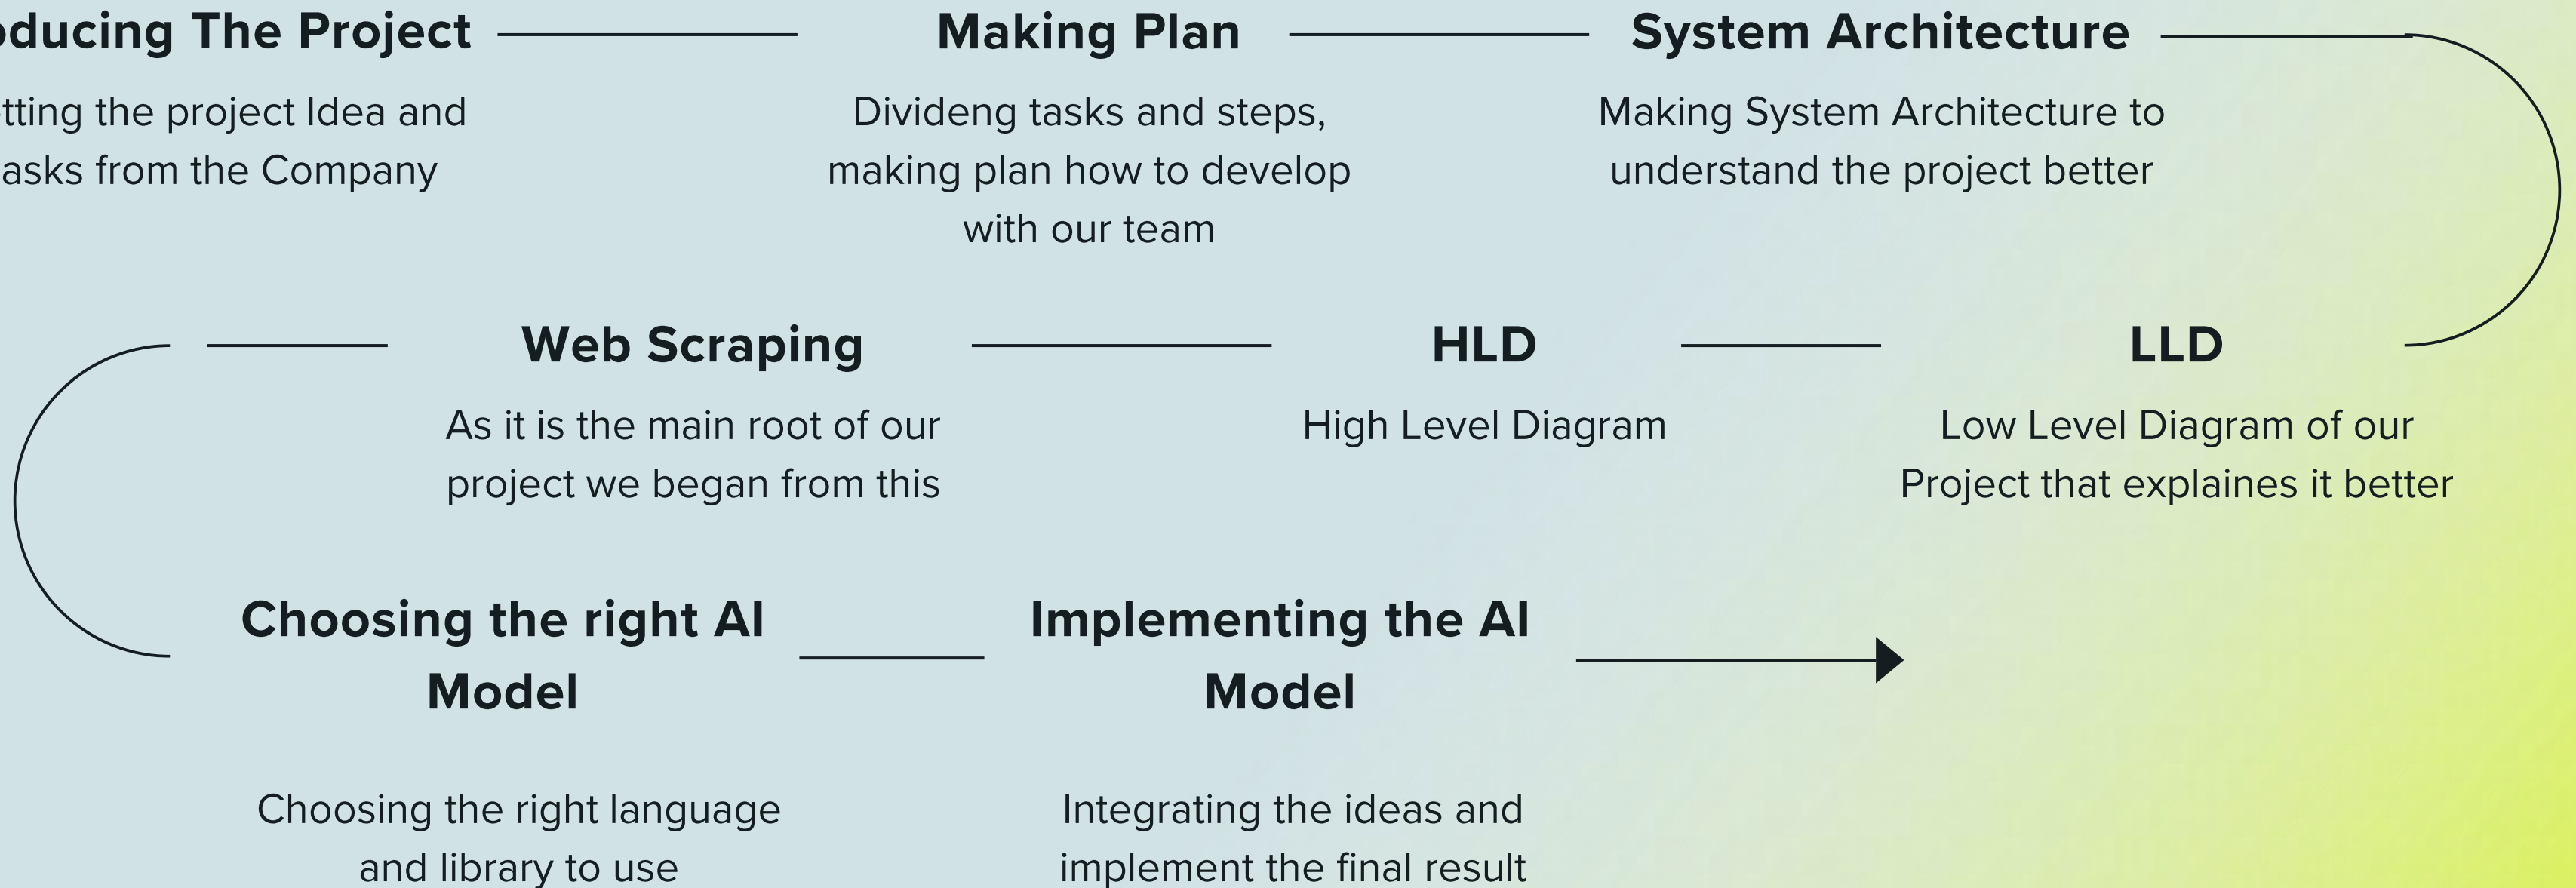 The Project
Making Plan
System Architecture
the project Idea and
from the Company
Divideng tasks and steps,
making plan how to develop
with our team
Making System Architecture to
understand the project better
Web Scraping
HLD
LLD
As it is the main root of our
project we began from this
High Level Diagram
Low Level Diagram of our
Project that explaines it better
Choosing the right AI
Model
Implementing the AI
Model
Choosing the right language
and library to use
Integrating the ideas and
implement the final result